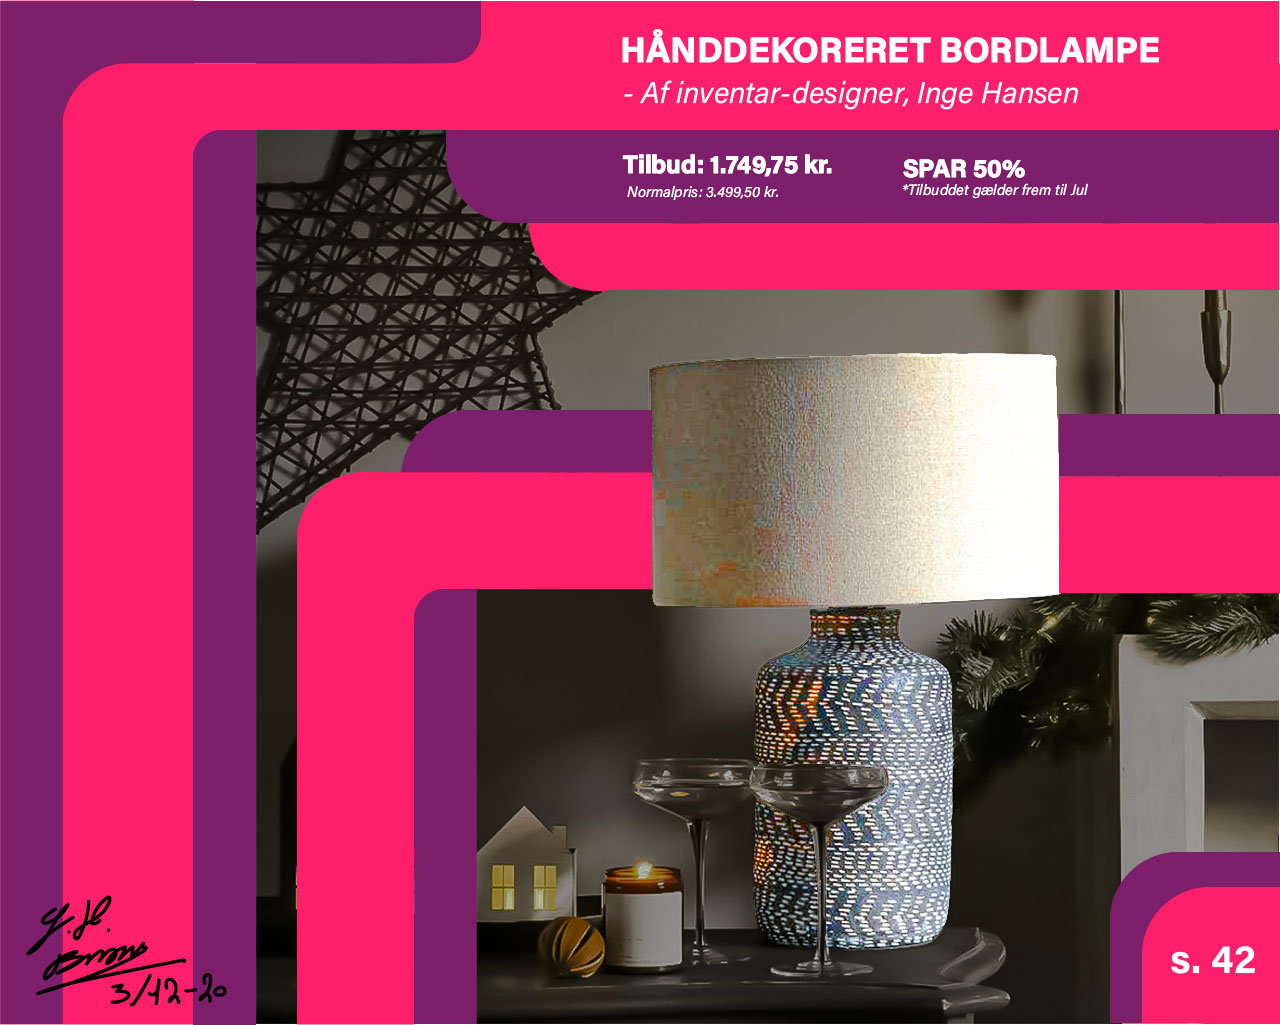 HÅNDDEKORERET BORDLAMPE
- Af inventar-designer, Inge Hansen
Tilbud: 1.749,75 kr.
Normalpris: 3.499,50 kr.
SPAR 50%
*Tilbuddet gælder frem til Jul
3/12-20
s. 42